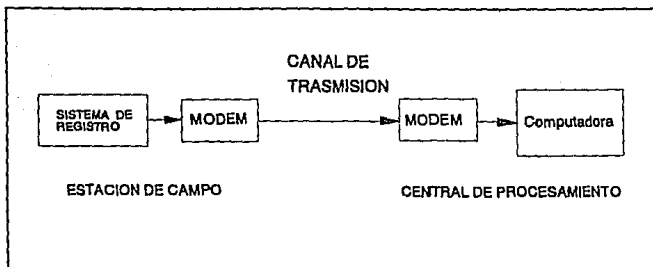 CANAL DE
TRASMISION
SISTEMA DE
REGISTRO
MODEM
MODEM
Computadora
ESTACION DE CAMPO
CENTRAL DE PROCESAMIENTO